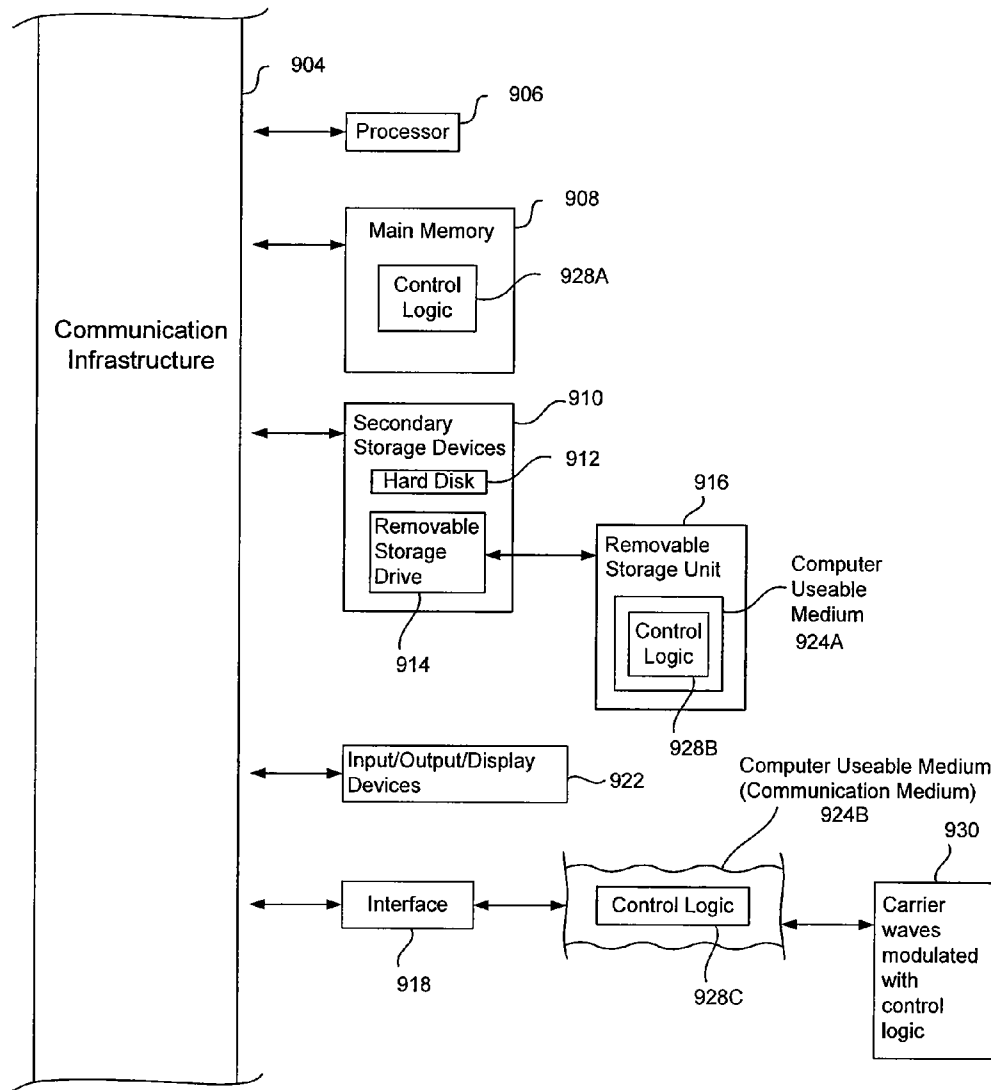 904
906
Processor
908
Main Memory
Control
Logic
928A
Communication
Infrastructure
910
Secondary
Storage Devices
912
Hard Disk
916
Removable
Storage
Drive
Removable
Storage Unit
Computer
Useable
Medium
924A
Control
Logic
914
928B
Input/Output/Display
Devices
922
Computer Useable Medium
(Communication Medium)
924B
930
Interface
Control Logic
Carrier
waves
modulated
with
control
logic
918
928C